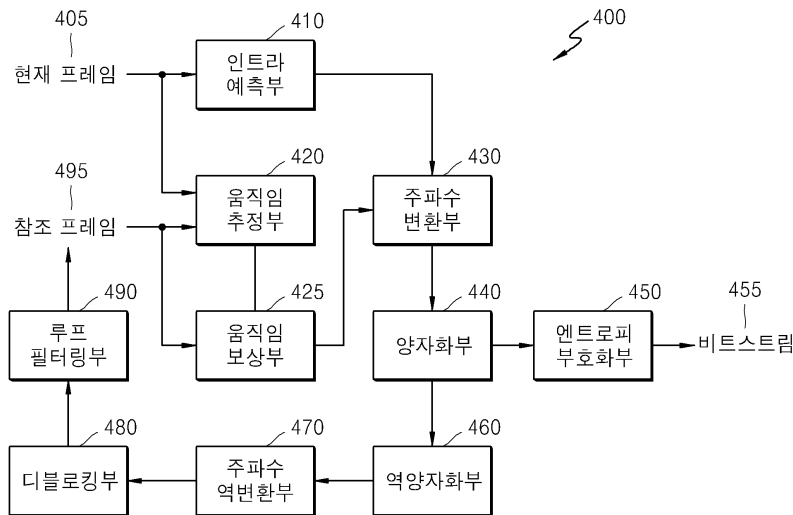 405
현재 프레임
410
인트라
예측부
400
420
움직임
추정부
430
주파수
변환부
495
참조 프레임
490
루프
필터링부
425
움직임
보상부
440
양자화부
450
엔트로피
부호화부
455
비트스트림
480
디블로킹부
470
주파수
역변환부
460
역양자화부